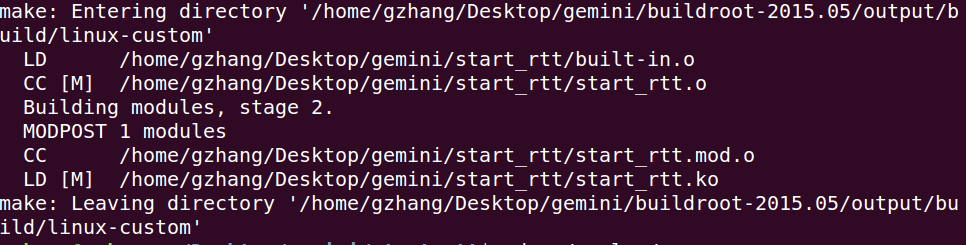 make: Entering directory '/home/gzhang/Desktop/gemini/buildroot-2015.05/output/b
uild/linux-custom'
  LD      /home/gzhang/Desktop/gemini/start_rtt/built-in.o
  CC [M]  /home/gzhang/Desktop/gemini/start_rtt/start_rtt.o
  Building modules, stage 2.
  MODPOST 1 modules
  CC      /home/gzhang/Desktop/gemini/start_rtt/start_rtt.mod.o
  LD [M]  /home/gzhang/Desktop/gemini/start_rtt/start_rtt.ko
make: Leaving directory '/home/gzhang/Desktop/gemini/buildroot-2015.05/output/bu
ild/linux-custom'